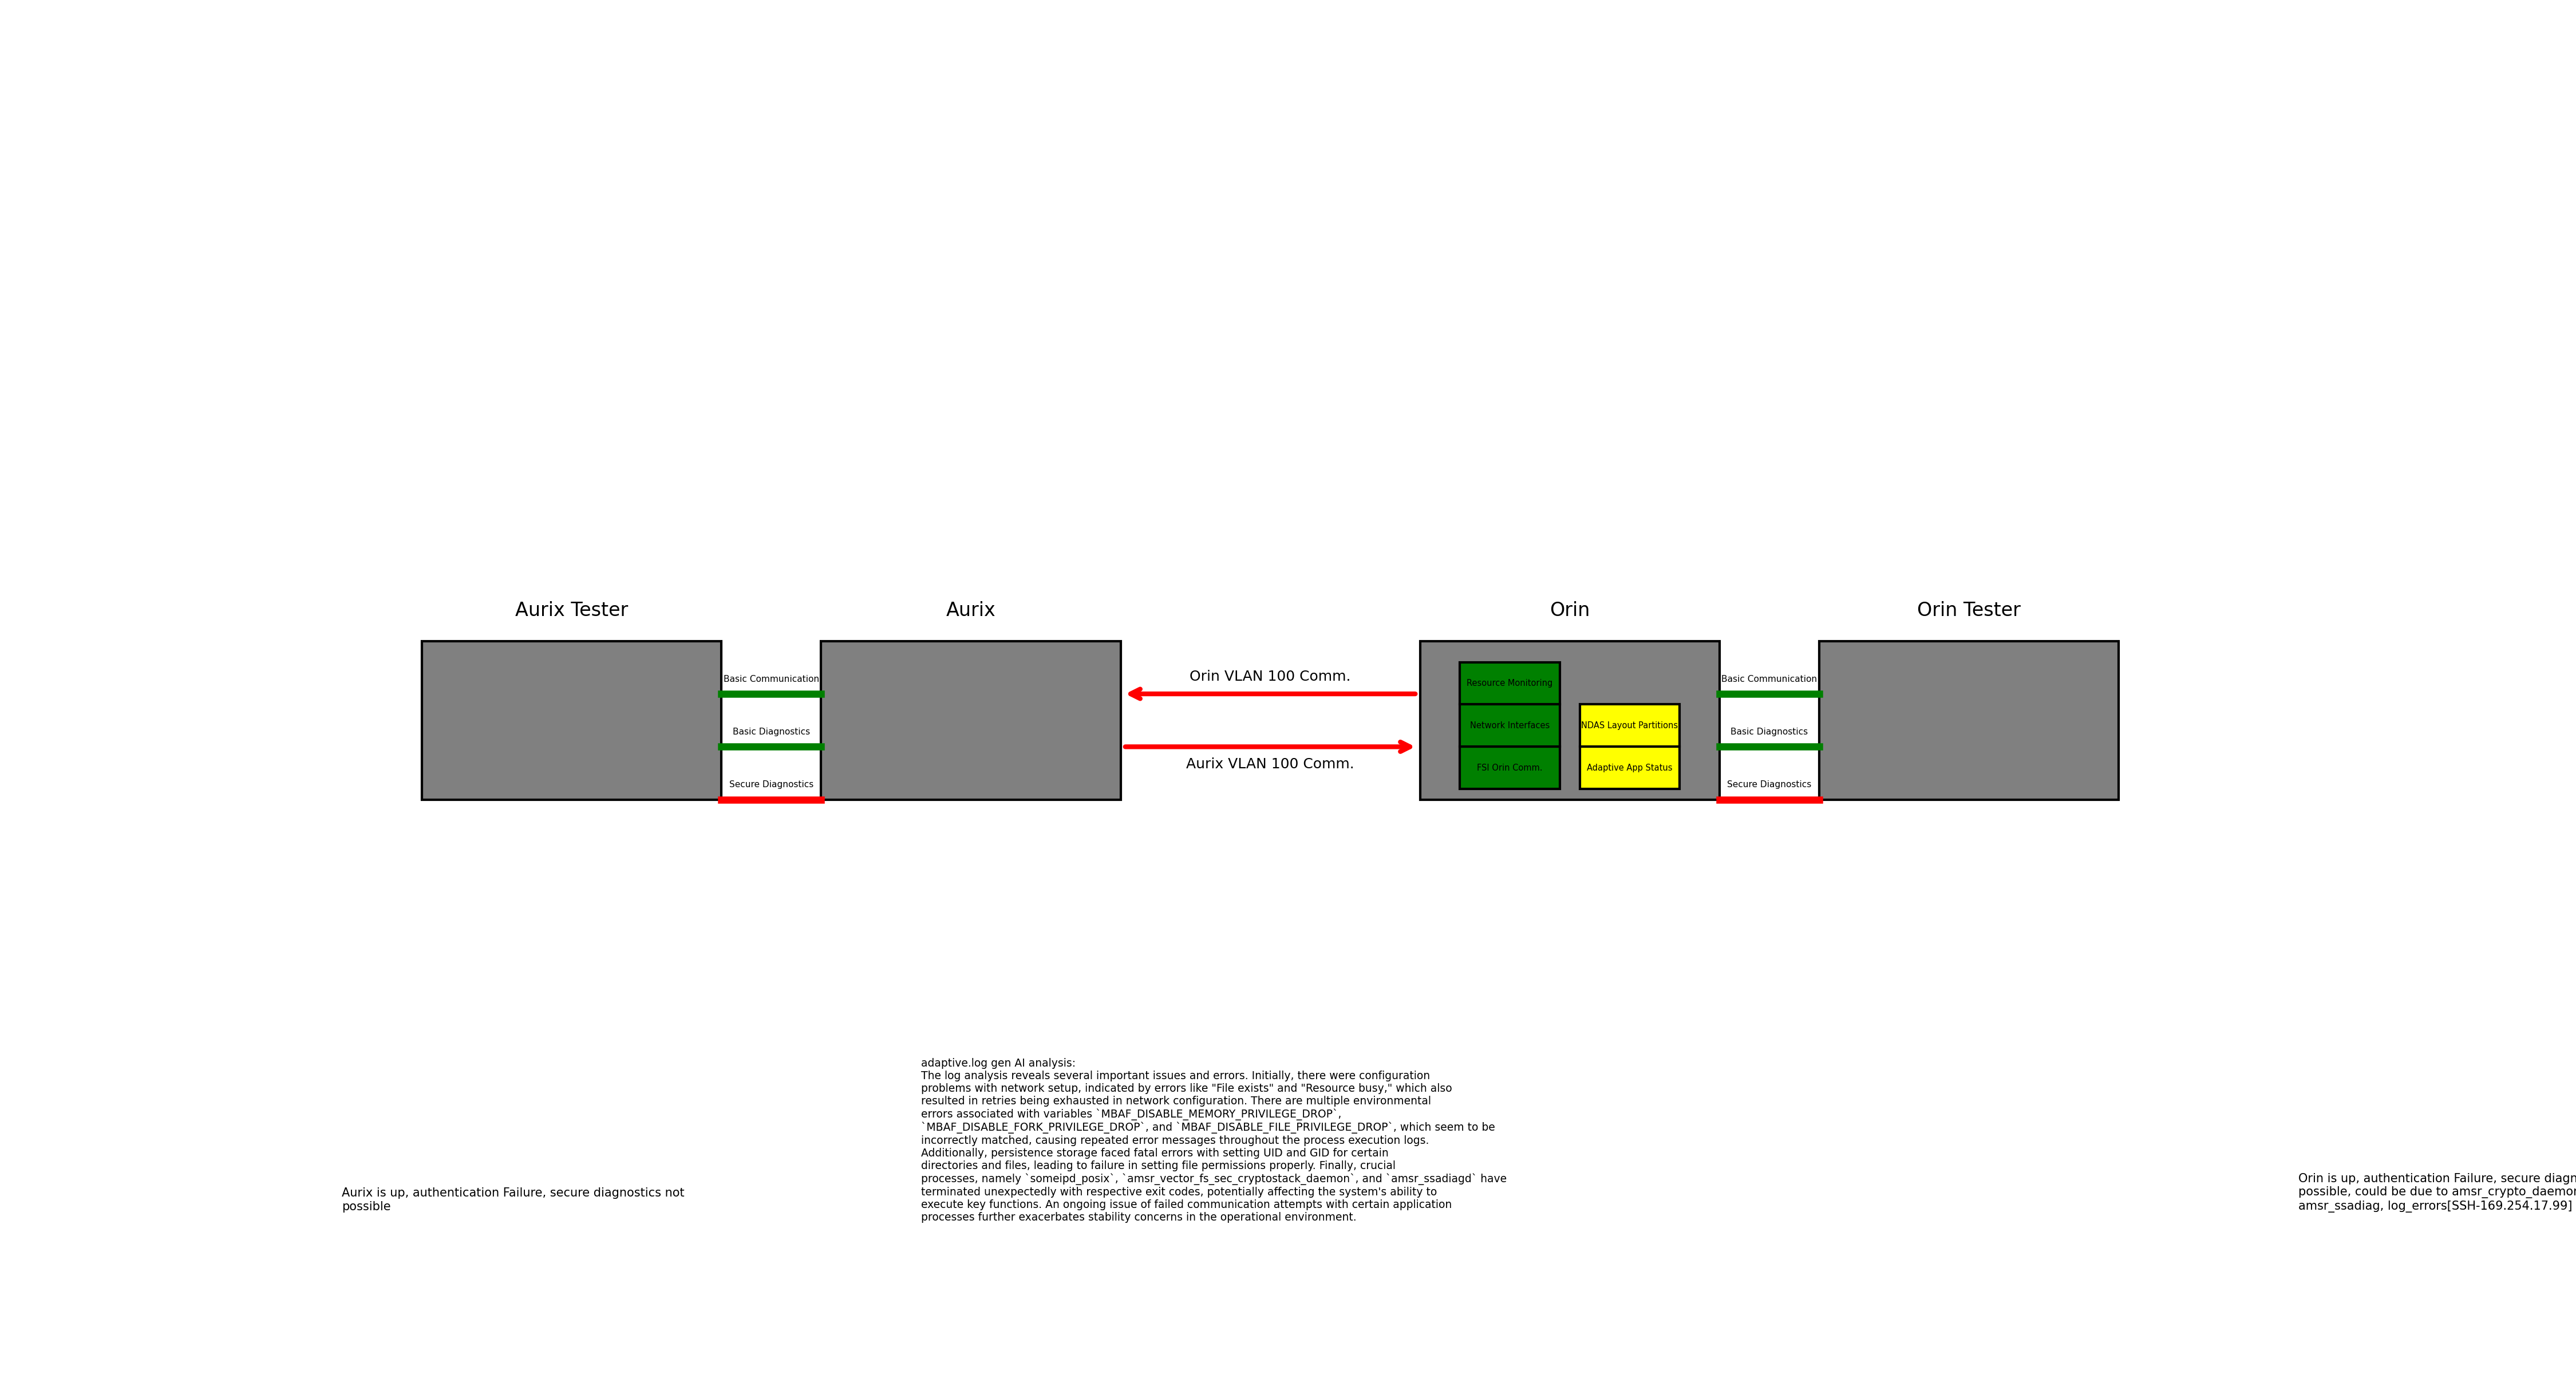 Aurix Tester
Aurix
Orin
Orin Tester
Basic Communication
Basic Diagnostics
Secure Diagnostics
Orin VLAN 100 Comm.
Aurix VLAN 100 Comm.
Resource Monitoring
Network Interfaces
FSI Orin Comm.
NDAS Layout Partitions
Adaptive App Status
Basic Communication
Basic Diagnostics
Secure Diagnostics
adaptive.log gen AI analysis:
The log analysis reveals several important issues and errors. Initially, there were configuration
problems with network setup, indicated by errors like "File exists" and "Resource busy," which also
resulted in retries being exhausted in network configuration. There are multiple environmental
errors associated with variables `MBAF_DISABLE_MEMORY_PRIVILEGE_DROP`,
`MBAF_DISABLE_FORK_PRIVILEGE_DROP`, and `MBAF_DISABLE_FILE_PRIVILEGE_DROP`, which seem to be
incorrectly matched, causing repeated error messages throughout the process execution logs.
Additionally, persistence storage faced fatal errors with setting UID and GID for certain
directories and files, leading to failure in setting file permissions properly. Finally, crucial
processes, namely `someipd_posix`, `amsr_vector_fs_sec_cryptostack_daemon`, and `amsr_ssadiagd` have
terminated unexpectedly with respective exit codes, potentially affecting the system's ability to
execute key functions. An ongoing issue of failed communication attempts with certain application
processes further exacerbates stability concerns in the operational environment.
Aurix is up, authentication Failure, secure diagnostics not
possible
Orin is up, authentication Failure, secure diagn
possible, could be due to amsr_crypto_daemon
amsr_ssadiag, log_errors[SSH-169.254.17.99]